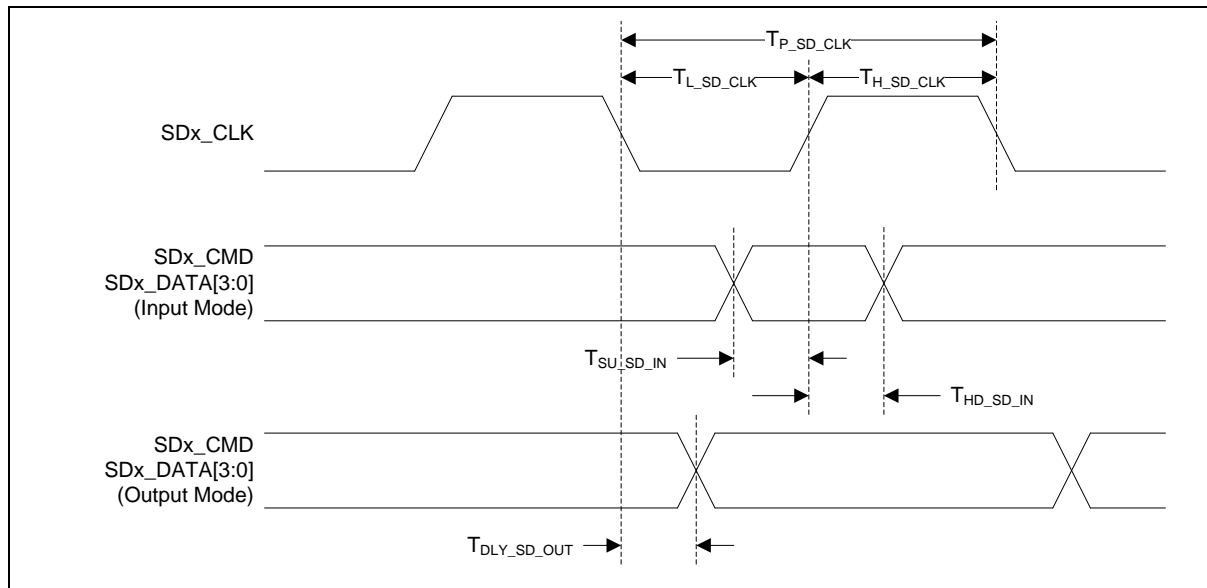 T_P_SD_CLK
T_L_SD_CLK
T_H_SD_CLK
SDx_CLK
SDx_CMD
SDx_DATA[3:0]
(Input Mode)
T_SU_SD_IN
T_HD_SD_IN
SDx_CMD
SDx_DATA[3:0]
(Output Mode)
T_DLY_SD_OUT